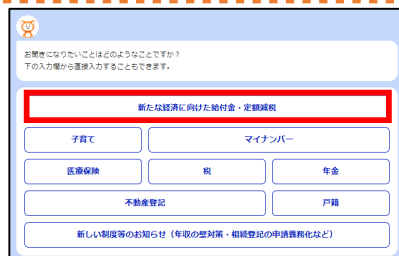 お聞きになりたいことはどのようなことですか？
下の入力欄から直接入力することもできます。
新たな経済に向けた給付金・定額減税
子育て
マイナンバー
医療保険
税
年金
不動産登記
戸籍
新しい制度等のお知らせ（年収の壁対策・相続登記の申請義務化など）